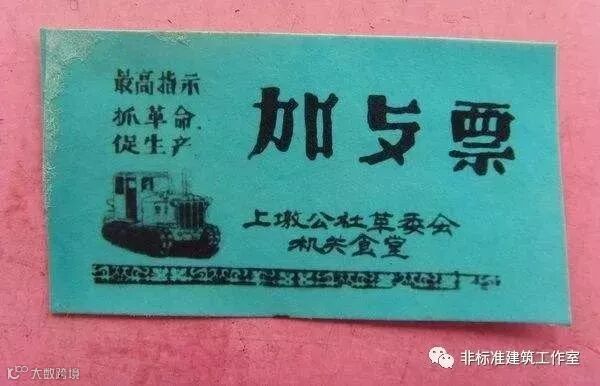 最高指示
抓革命,
促生产
加歺票
上墩公社革委会
机关食堂
大数跨境
非标准建筑工作室